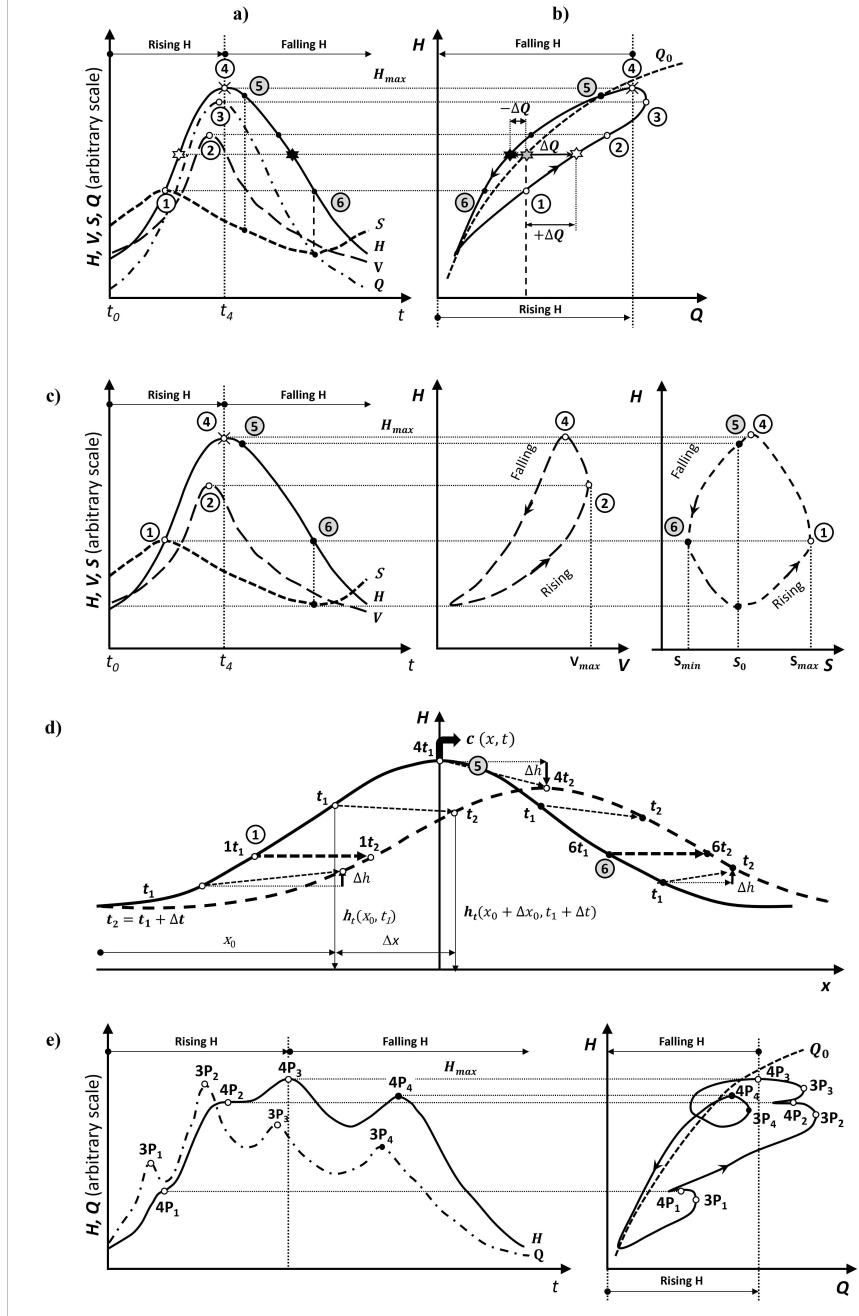 a)
b)
Rising H
Falling H
H
Falling H
Q₀
4
5
Hmax
3
2
1
6
H, V, S, Q (arbitrary scale)
S
H
V
Q
t₀
t₄
t
4
5
−ΔQ
3
2
ΔQ
6
1
+ΔQ
Rising H
Q
c)
Rising H
Falling H
H
H
4
5
Hmax
2
1
6
H, V, S (arbitrary scale)
S
H
V
t₀
t₄
t
4
Falling
2
Rising
Vmax
V
5
4
Falling
6
1
Rising
Smin
S₀
Smax
S
d)
H
c (x, t)
4t₁
5
Δh
4t₂
t₁
t₂
t₁
t₂
1
1t₁
1t₂
6t₁
6t₂
6
t₂
t₁
Δh
t₁
Δh
t₂ = t₁ + Δt
hₜ(x₀, t₁)
hₜ(x₀ + Δx₀, t₁ + Δt)
x₀
Δx
x
e)
Rising H
Falling H
H
Falling H
Q₀
Hmax
3P₂
4P₂
4P₃
4P₄
3P₃
3P₁
3P₄
4P₁
H, Q (arbitrary scale)
H
Q
t
4P₃
3P₃
4P₄
4P₂
3P₄
3P₂
4P₁
3P₁
Rising H
Q